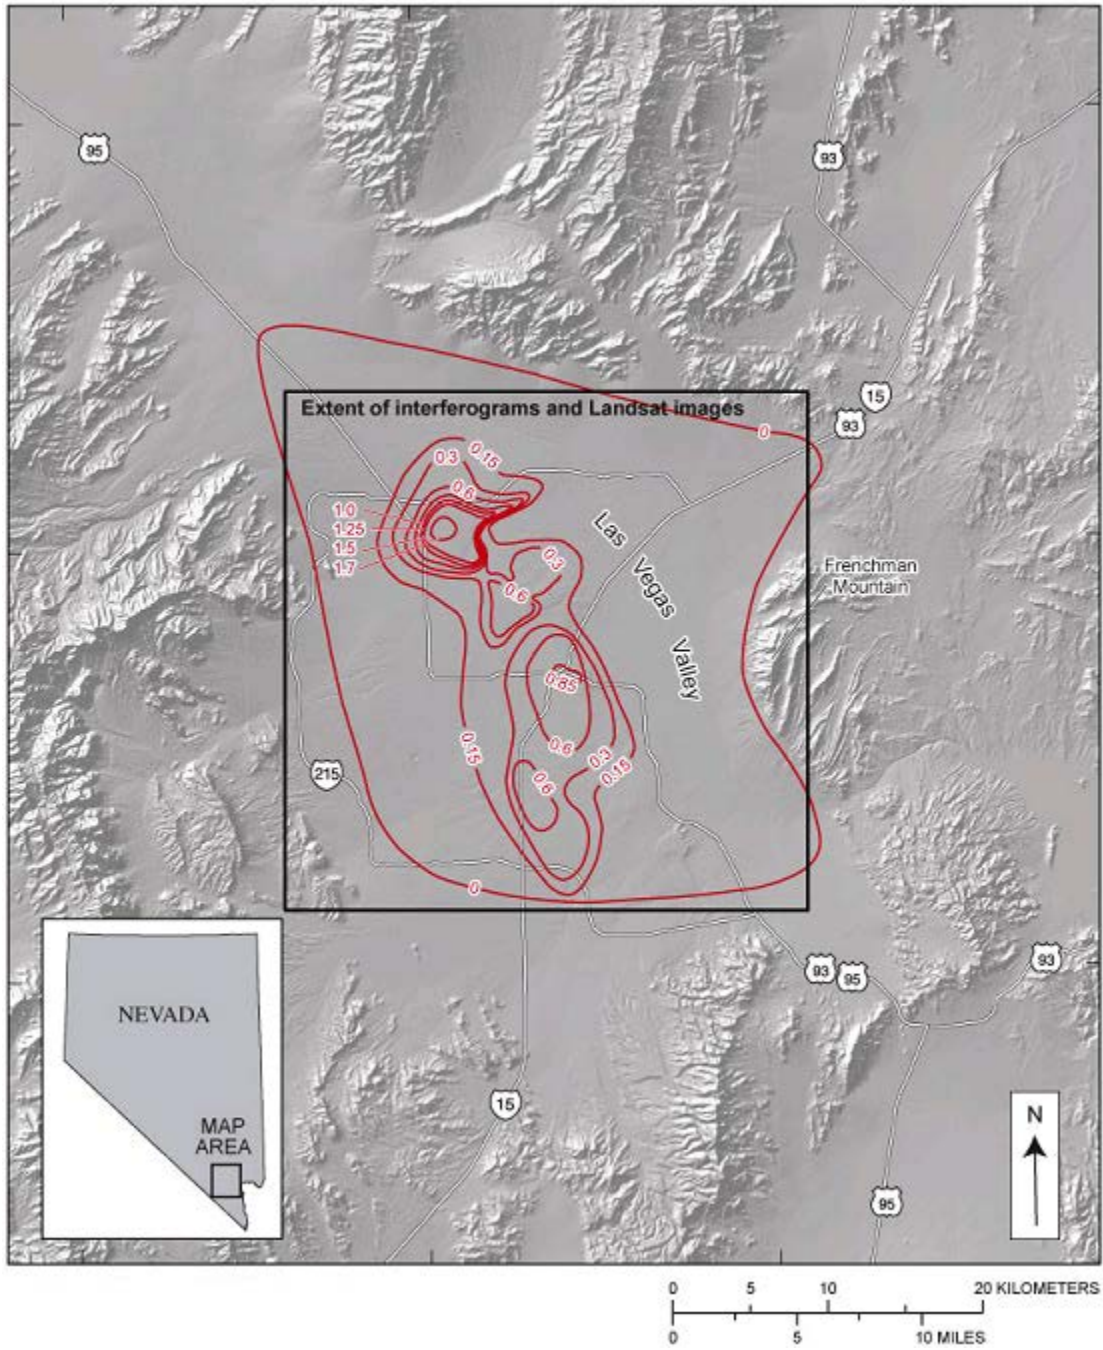 95
93
15
93
Extent of interferograms and Landsat images
0
0.15
0.3
0.6
1.0
1.25
1.5
1.7
Las Vegas Valley
0.3
Frenchman
Mountain
0.6
0.85
0.15
0.6
0.3
0.15
0.6
215
0
NEVADA
MAP
AREA
93
95
93
15
N
95
0 5 10 20 KILOMETERS
0 5 10 MILES